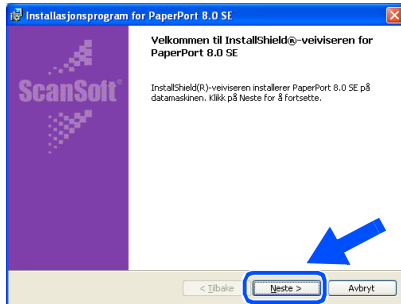 Installasjonsprogram for PaperPort 8.0 SE
Velkommen til InstallShield®-veiviseren for
PaperPort 8.0 SE
ScanSoft®
InstallShield(R)-veiviseren installerer PaperPort 8.0 SE på
datamaskinen. Klikk på Neste for å fortsette.
< Tilbake
Neste >
Avbryt